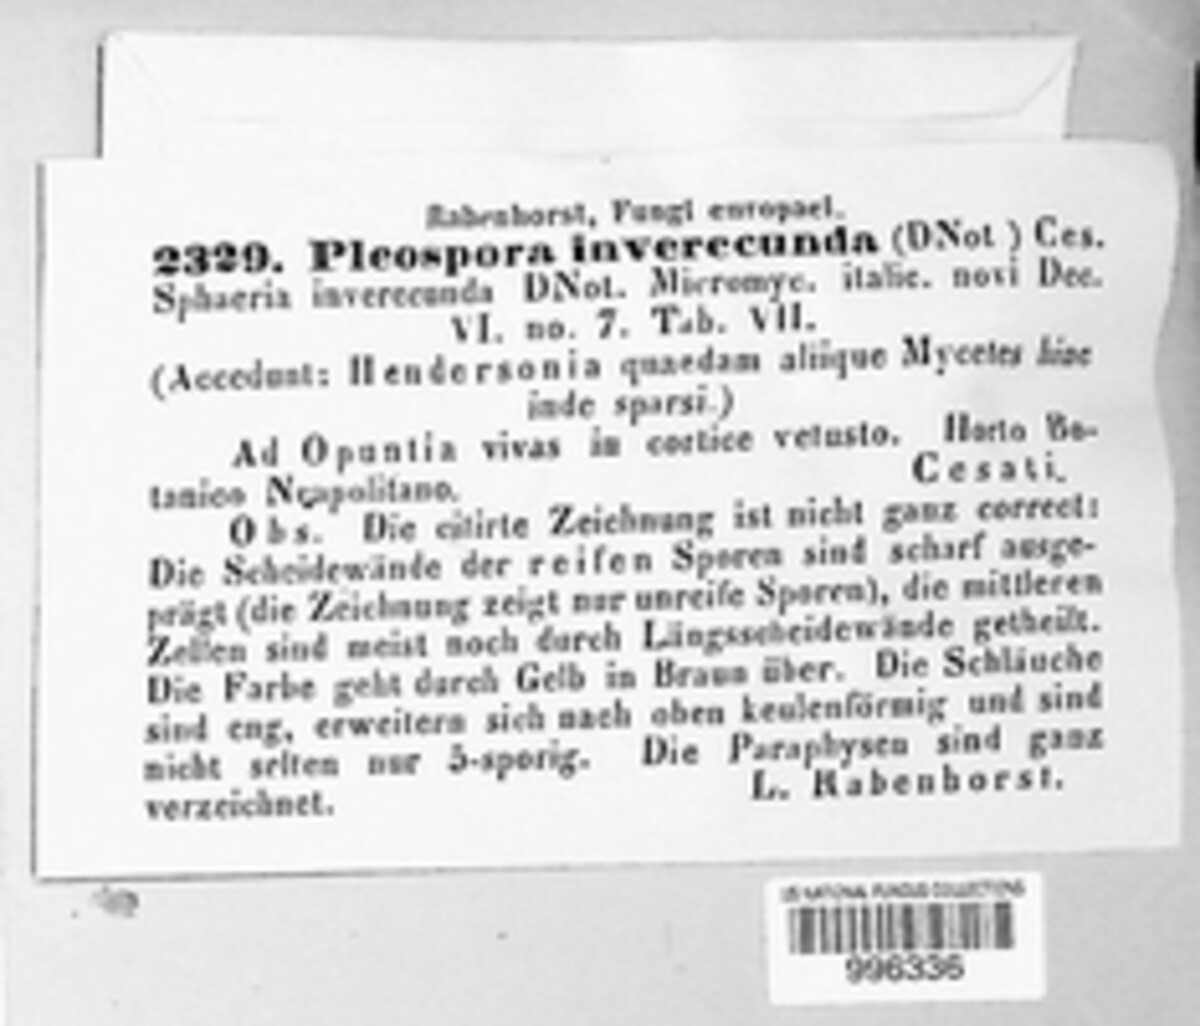 Rabenhorst, Fungi europaei.
2329. Pleospora inverecunda (DNot ) Ces.
Sphaeria inverecunda DNot. Micromyc. italic. novi Dec.
VI. no. 7. Tab. VII.
(Accedunt: Hendersonia quaedam aliique Mycetes hinc
inde sparsi.)
Ad Opuntia vivas in cortice vetusto. Horto Bo-
tanico Neapolitano. Cesati.
Obs. Die citirte Zeichnung ist nicht ganz correct:
Die Scheidewände der reifen Sporen sind scharf ausge-
prägt (die Zeichnung zeigt nur unreife Sporen), die mittleren
Zellen sind meist noch durch Längsscheidewände getheilt.
Die Farbe geht durch Gelb in Braun über. Die Schläuche
sind eng, erweitern sich nach oben keulenförmig und sind
nicht selten nur 5-sporig. Die Paraphysen sind ganz
verzeichnet. L. Rabenhorst.
US NATIONAL FUNGUS COLLECTIONS
996336